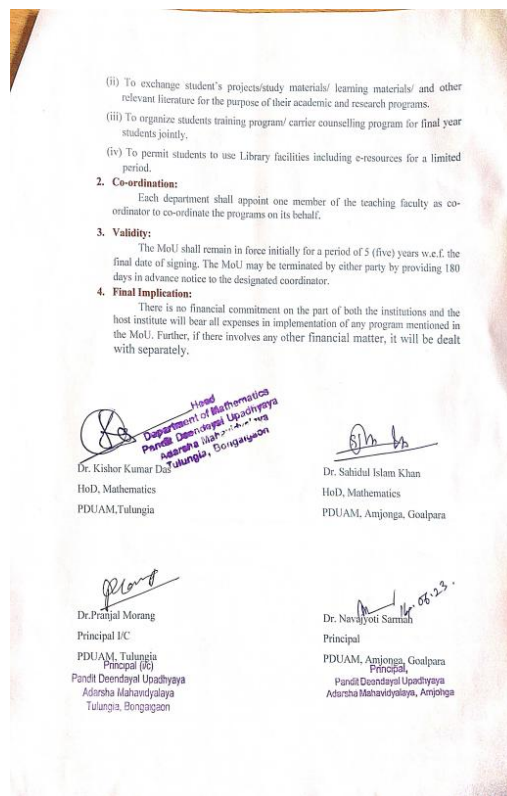 (ii) To exchange student's projects/study materials/ learning materials/ and other
relevant literature for the purpose of their academic and research programs.
(iii) To organize students training program/ carrier counselling program for final year
students jointly.
(iv) To permit students to use Library facilities including e-resources for a limited
period.
2. Co-ordination:
Each department shall appoint one member of the teaching faculty as co-
ordinator to co-ordinate the programs on its behalf.
3. Validity:
The MoU shall remain in force initially for a period of 5 (five) years w.e.f. the
final date of signing. The MoU may be terminated by either party by providing 180
days in advance notice to the designated coordinator.
4. Final Implication:
There is no financial commitment on the part of both the institutions and the
host institute will bear all expenses in implementation of any program mentioned in
the MoU. Further, if there involves any other financial matter, it will be dealt
with separately.
Head
Department of Mathematics
Pandit Deendayal Upadhyaya
Adarsha
Tulungia, Bongaigaon
Dr. Kishor Kumar Das
HoD, Mathematics
PDUAM,Tulungia
Dr. Sahidul Islam Khan
HoD, Mathematics
PDUAM, Amjonga, Goalpara
Dr.Pranjal Morang
Principal I/C
PDUAM, Tulungia
Principal (i/c)
Pandit Deendayal Upadhyaya
Adarsha Mahavidyalaya
Tulungia, Bongaigaon
16.06.23.
Dr. Navajyoti Sarmah
Principal
PDUAM, Amjonga, Goalpara
Principal,
Pandit Deendayal Upadhyaya
Adarsha Mahavidyalaya, Amjonga